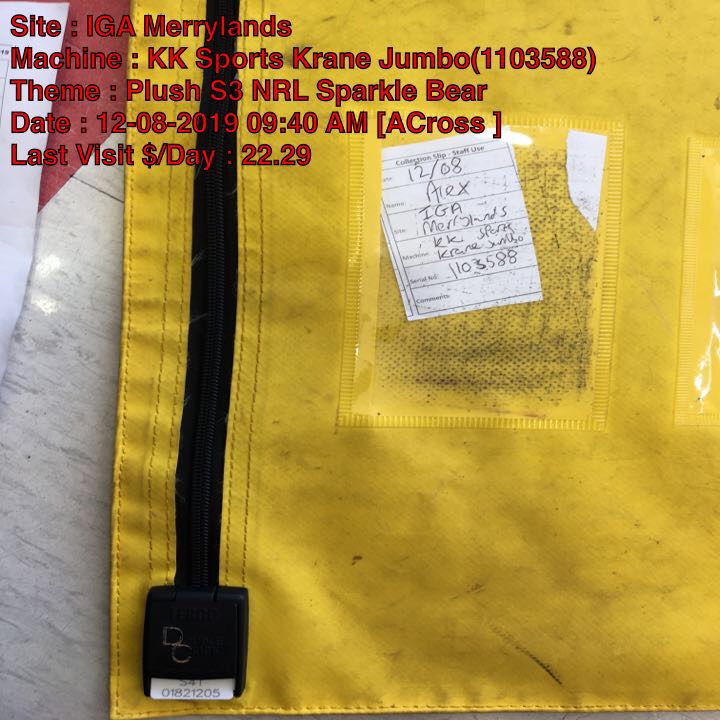 Site : IGA Merrylands
Machine : KK Sports Krane Jumbo(1103588)
Theme : Plush S3 NRL Sparkle Bear
Date : 12-08-2019 09:40 AM [ACross ]
Last Visit $/Day : 22.29
Collection Slip - Staff Use
12/08
Name: Alex
Site: IGA
Merrylands
KK Sports
Machine: Krane Jumbo
Serial No: 1103588
Comments:
DC
S41
01821205